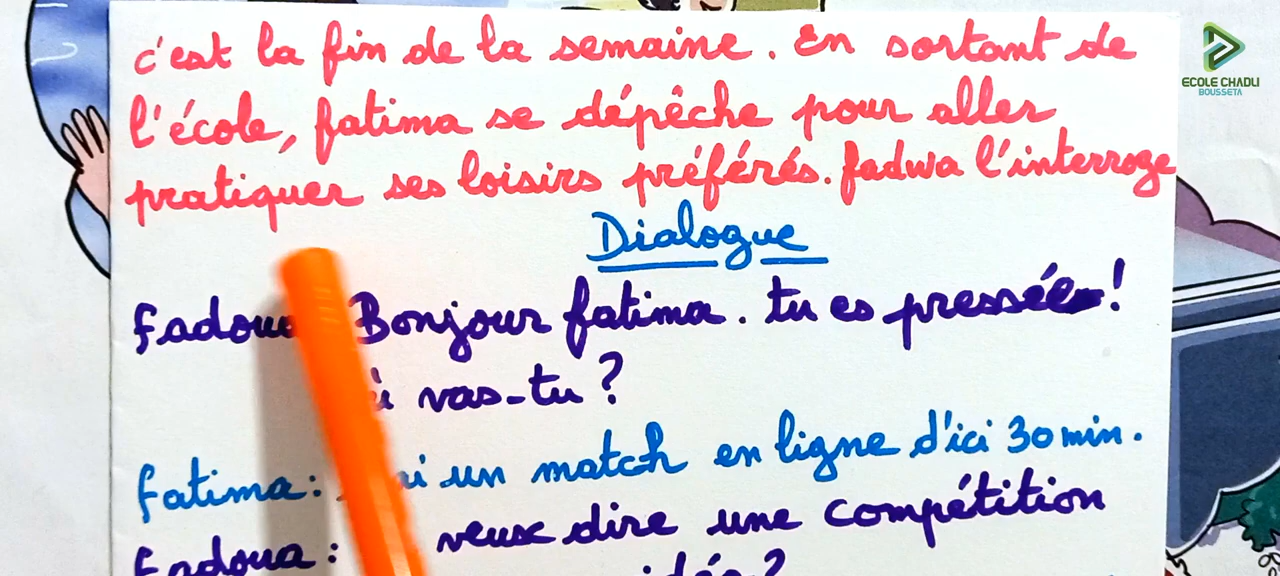 c'est la fin de la semaine. En sortant de
l'école, fatima se dépêche pour aller
pratiquer ses loisirs préférés. fadwa l'interroge
Dialogue
Fadoua Bonjour fatima. tu es pressée !
vas-tu ?
fatima: un match en ligne d'ici 30 min.
Fadoua: veux dire une compétition
ECOLE CHADLI
BOUSSETA